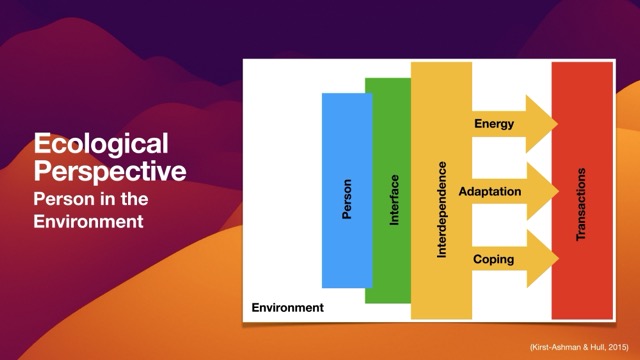 Ecological
Perspective
Person in the
Environment
Person
Interface
Interdependence
Energy
Adaptation
Coping
Transactions
Environment
(Kirst-Ashman & Hull, 2015)